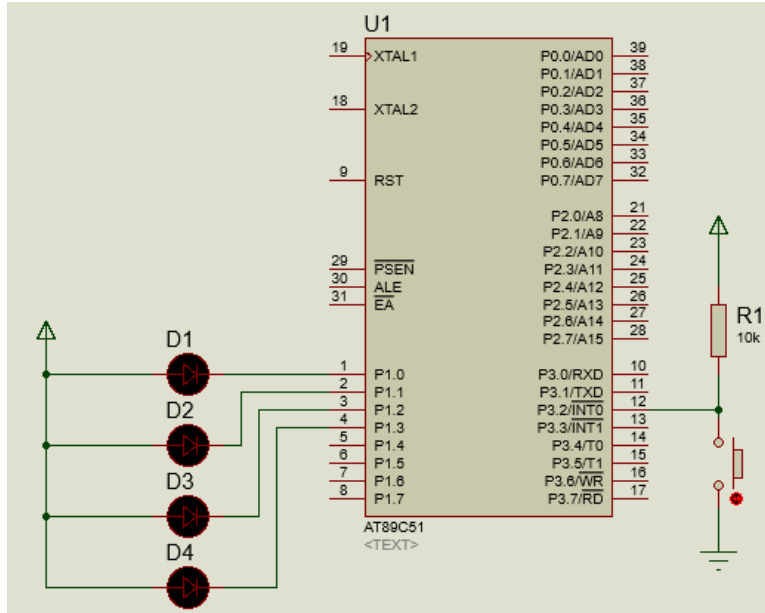 U1
19 XTAL1
18 XTAL2
9 RST
29 PSEN
30 ALE
31 EA
1 P1.0
2 P1.1
3 P1.2
4 P1.3
5 P1.4
6 P1.5
7 P1.6
8 P1.7
P0.0/AD0 39
P0.1/AD1 38
P0.2/AD2 37
P0.3/AD3 36
P0.4/AD4 35
P0.5/AD5 34
P0.6/AD6 33
P0.7/AD7 32
P2.0/A8 21
P2.1/A9 22
P2.2/A10 23
P2.3/A11 24
P2.4/A12 25
P2.5/A13 26
P2.6/A14 27
P2.7/A15 28
P3.0/RXD 10
P3.1/TXD 11
P3.2/INT0 12
P3.3/INT1 13
P3.4/T0 14
P3.5/T1 15
P3.6/WR 16
P3.7/RD 17
AT89C51
<TEXT>
D1
D2
D3
D4
R1
10k